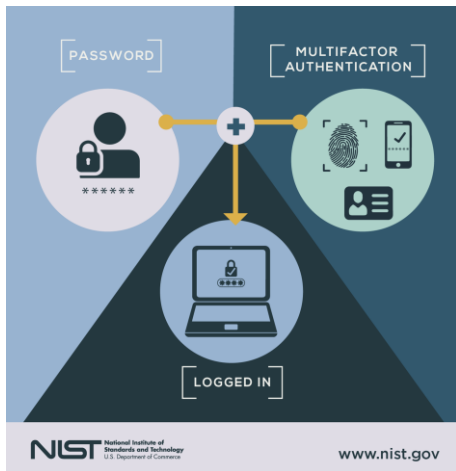 PASSWORD
MULTIFACTOR
AUTHENTICATION
******
LOGGED IN
NIST
National Institute of
Standards and Technology
U.S. Department of Commerce
www.nist.gov